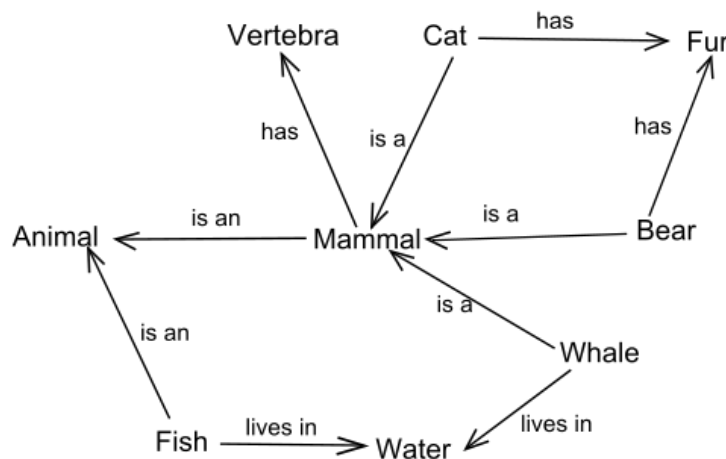 Vertebra
Cat
has
Fur
has
is a
has
Animal
is an
Mammal
is a
Bear
is an
is a
Whale
Fish
lives in
Water
lives in